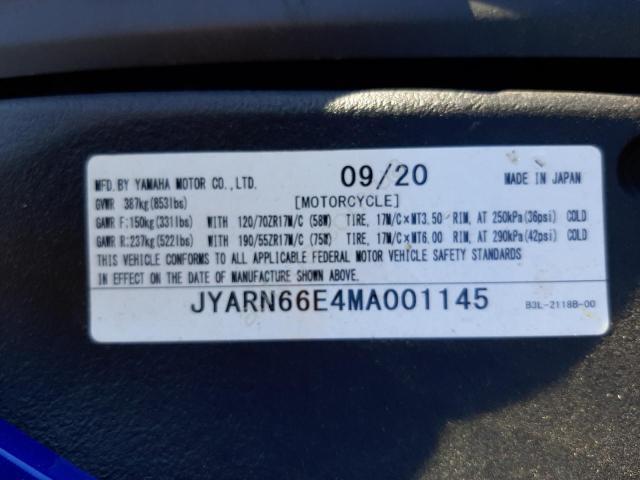 MFD.BY YAMAHA MOTOR CO.,LTD. 09/20 MADE IN JAPAN
GVWR 387kg(853lbs) [MOTORCYCLE]
GAWR F:150kg(331lbs) WITH 120/70ZR17M/C (58W) TIRE, 17M/C×MT3.50 RIM, AT 250kPa(36psi) COLD
GAWR R:237kg(522lbs) WITH 190/55ZR17M/C (75W) TIRE, 17M/C×MT6.00 RIM, AT 290kPa(42psi) COLD
THIS VEHICLE CONFORMS TO ALL APPLICABLE FEDERAL MOTOR VEHICLE SAFETY STANDARDS
IN EFFECT ON THE DATE OF MANUFACTURE SHOWN ABOVE.
JYARN66E4MA001145 B3L-2118B-00